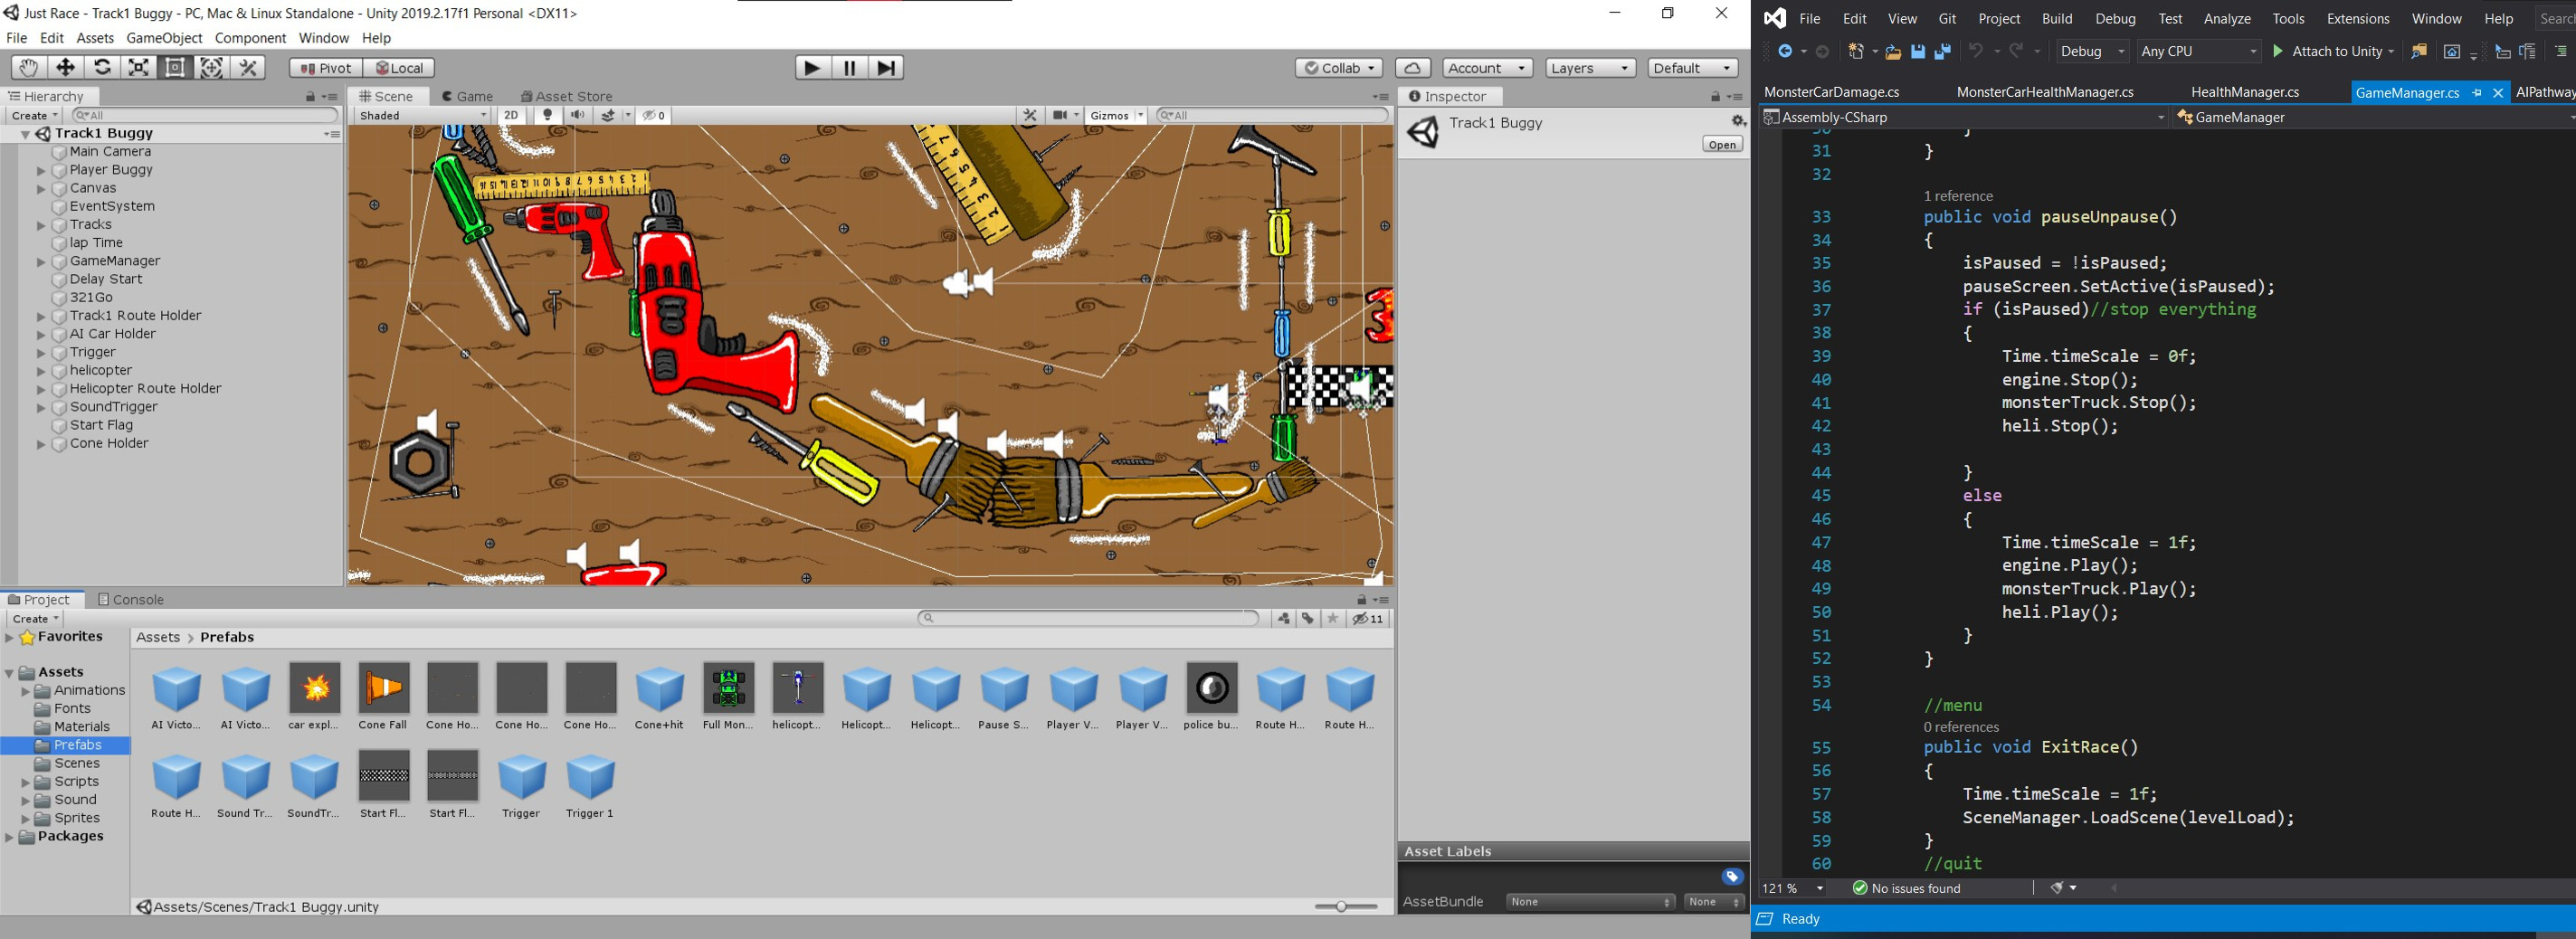 Just Race - Track1 Buggy - PC, Mac & Linux Standalone - Unity 2019.2.17f1 Personal <DX11>
File Edit Assets GameObject Component Window Help
Pivot Local
Collab Account Layers Default
Hierarchy
Create All
Track1 Buggy
Main Camera
Player Buggy
Canvas
EventSystem
Tracks
lap Time
GameManager
Delay Start
321Go
Track1 Route Holder
AI Car Holder
Trigger
helicopter
Helicopter Route Holder
SoundTrigger
Start Flag
Cone Holder
Scene Game Asset Store
Shaded 2D 0 Gizmos All
Inspector
Track1 Buggy
Open
Asset Labels
AssetBundle None None
Project Console
Create 11
Favorites
Assets
Animations
Fonts
Materials
Prefabs
Scenes
Scripts
Sound
Sprites
Packages
Assets > Prefabs
AI Victo... AI Victo... car expl... Cone Fall Cone Ho... Cone Ho... Cone Ho... Cone+hit Full Mon... helicopt... Helicopt... Helicopt... Pause S... Player V... Player V... police bu... Route H... Route H...
Route H... Sound Tr... SoundTr... Start Fl... Start Fl... Trigger Trigger 1
Assets/Scenes/Track1 Buggy.unity
File Edit View Git Project Build Debug Test Analyze Tools Extensions Window Help Searc
Debug Any CPU Attach to Unity
MonsterCarDamage.cs MonsterCarHealthManager.cs HealthManager.cs GameManager.cs AIPathway
Assembly-CSharp GameManager
30 }
31 }
32
1 reference
33 public void pauseUnpause()
34 {
35 isPaused = !isPaused;
36 pauseScreen.SetActive(isPaused);
37 if (isPaused)//stop everything
38 {
39 Time.timeScale = 0f;
40 engine.Stop();
41 monsterTruck.Stop();
42 heli.Stop();
43
44 }
45 else
46 {
47 Time.timeScale = 1f;
48 engine.Play();
49 monsterTruck.Play();
50 heli.Play();
51 }
52 }
53
54 //menu
0 references
55 public void ExitRace()
56 {
57 Time.timeScale = 1f;
58 SceneManager.LoadScene(levelLoad);
59 }
60 //quit
121 % No issues found
Ready